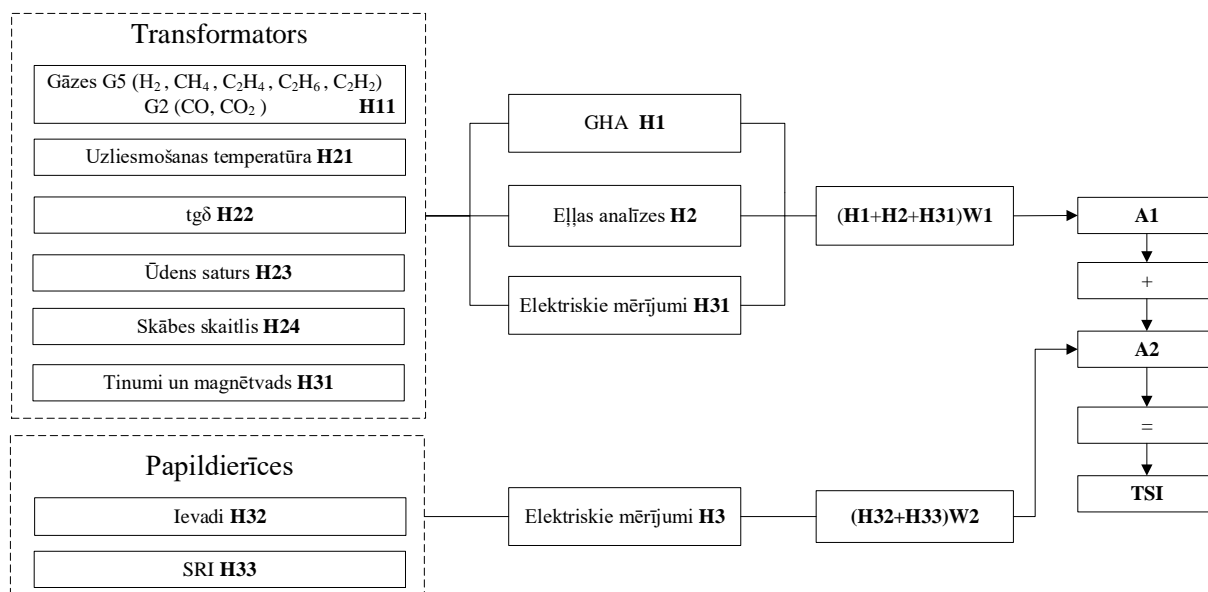 Transformators
Gāzes G5 (H₂ , CH₄ , C₂H₄ , C₂H₆ , C₂H₂)
G2 (CO, CO₂ ) H11
Uzliesmošanas temperatūra H21
tgδ H22
Ūdens saturs H23
Skābes skaitlis H24
Tinumi un magnētvads H31
GHA H1
Eļļas analīzes H2
Elektriskie mērījumi H31
(H1+H2+H31)W1
A1
+
A2
=
TSI
Papildierīces
Ievadi H32
SRI H33
Elektriskie mērījumi H3
(H32+H33)W2